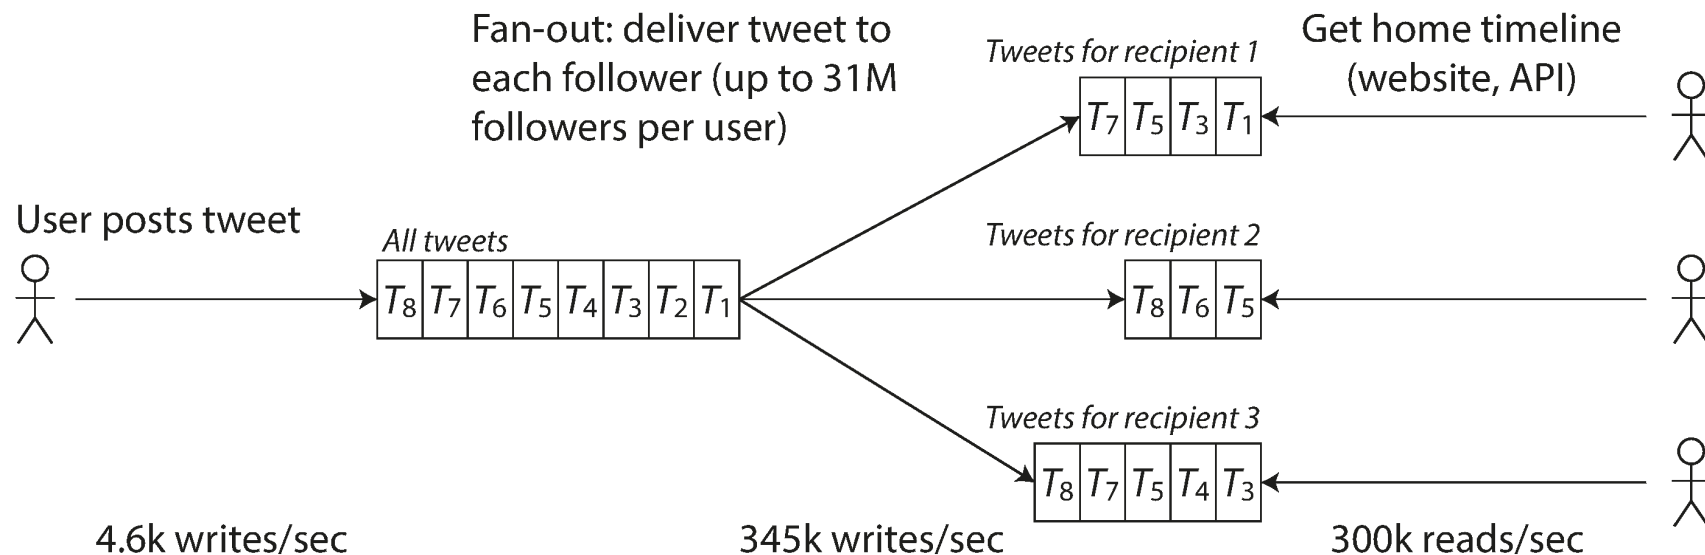 Fan-out: deliver tweet to
each follower (up to 31M
followers per user)
Tweets for recipient 1
Get home timeline
(website, API)
T7 T5 T3 T1
User posts tweet
All tweets
T8 T7 T6 T5 T4 T3 T2 T1
Tweets for recipient 2
T8 T6 T5
Tweets for recipient 3
T8 T7 T5 T4 T3
4.6k writes/sec
345k writes/sec
300k reads/sec